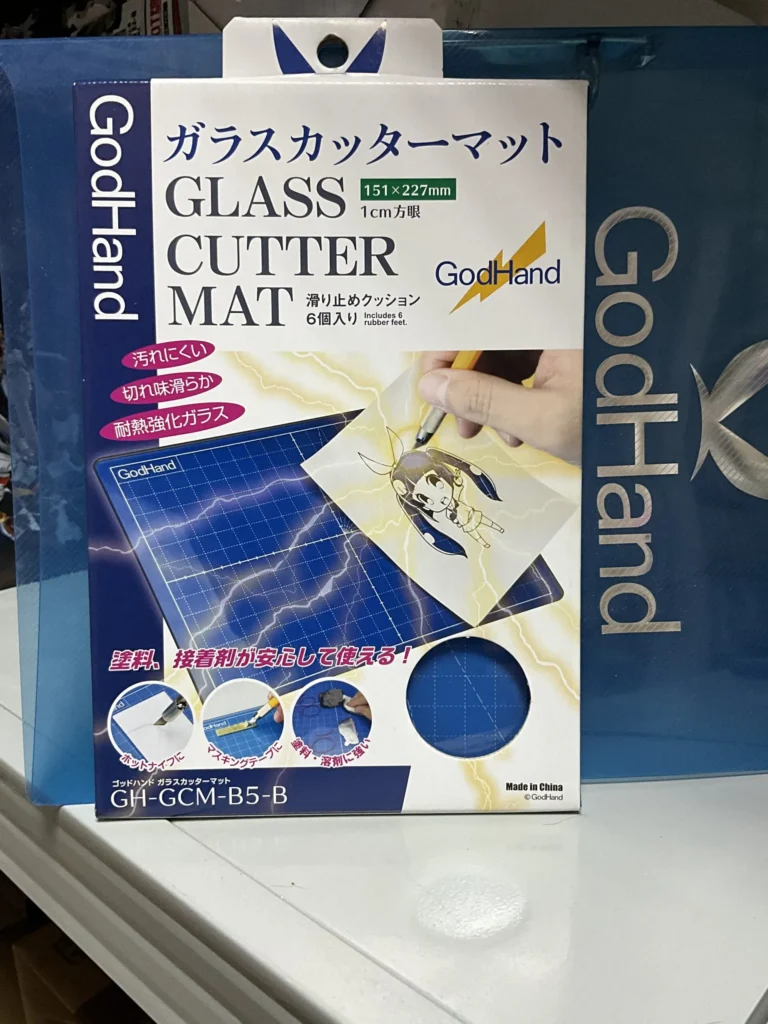 GodHand
ガラスカッターマット
GLASS
151×227mm
1cm方眼
CUTTER
GodHand
MAT
滑り止めクッション
6個入り Includes 6 rubber feet.
汚れにくい
切れ味滑らか
耐熱強化ガラス
GodHand
塗料、接着剤が安心して使える!
ホットナイフに
マスキングテープに
塗料・溶剤に強い
ゴッドハンド ガラスカッターマット
GH-GCM-B5-B
Made in China
©GodHand
GodHand